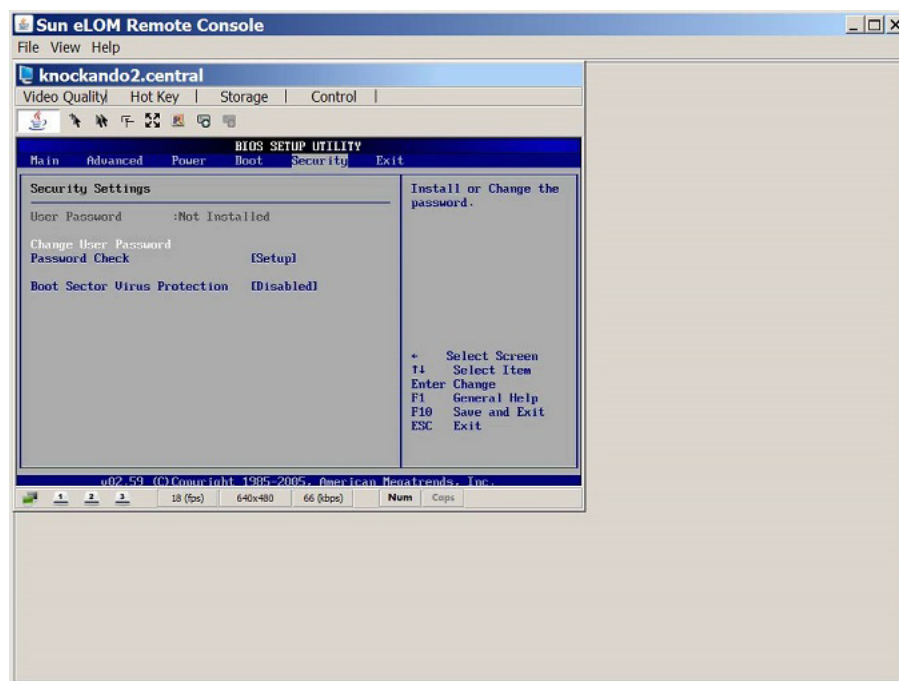 Sun eLOM Remote Console
File View Help
knockando2.central
Video Quality Hot Key | Storage | Control |
BIOS SETUP UTILITY
Main Advanced Power Boot Security Exit
Security Settings
User Password :Not Installed
Change User Password
Password Check [Setup]
Boot Sector Virus Protection [Disabled]
Install or Change the
password.
← Select Screen
↑↓ Select Item
Enter Change
F1 General Help
F10 Save and Exit
ESC Exit
v02.59 (C)Copyright 1985-2005, American Megatrends, Inc.
1 2 3 18 (fps) 640x480 66 (kbps) Num Caps